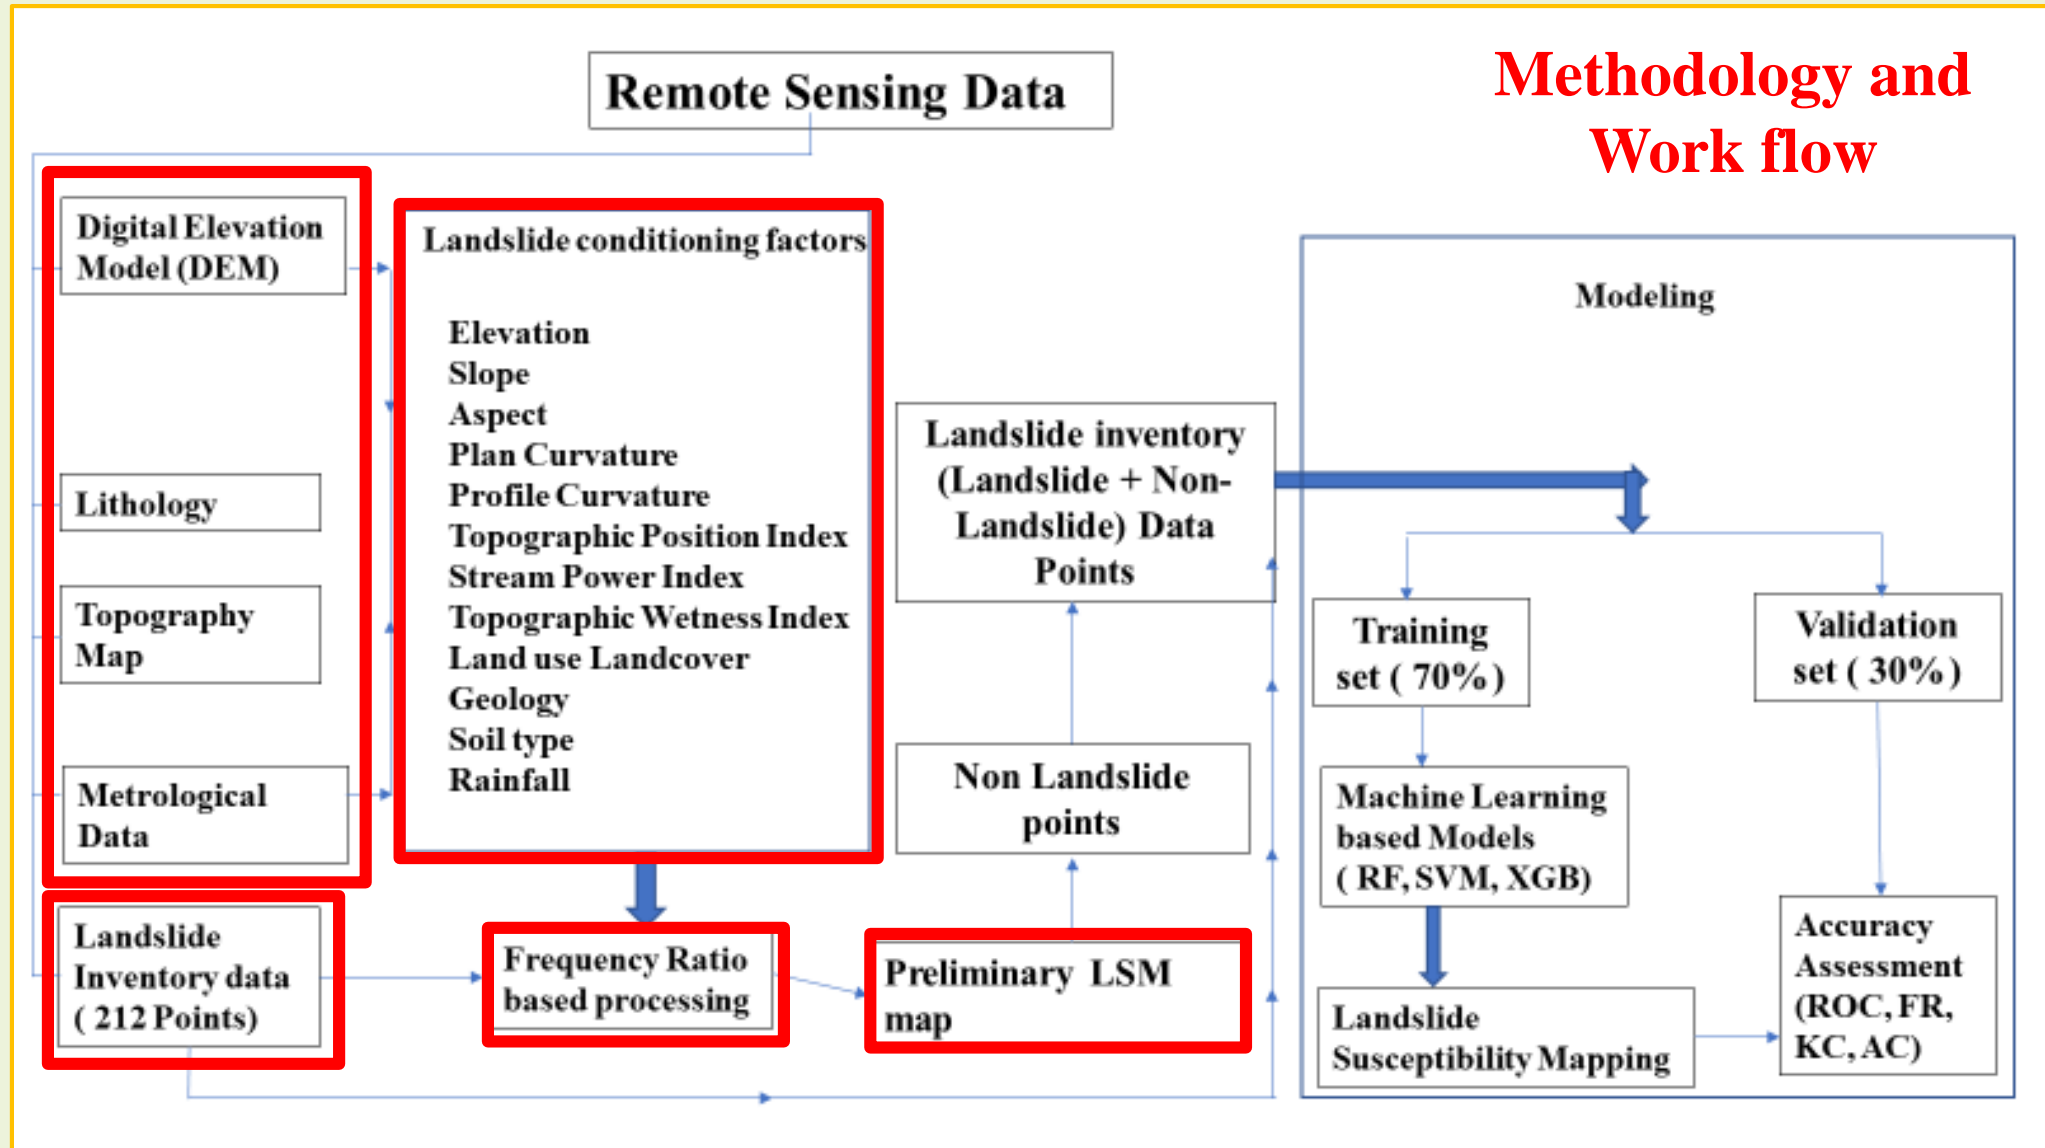 Remote Sensing Data
Methodology and
Work flow
Digital Elevation
Model (DEM)
Lithology
Topography
Map
Metrological
Data
Landslide
Inventory data
( 212 Points)
Landslide conditioning factors
Elevation
Slope
Aspect
Plan Curvature
Profile Curvature
Topographic Position Index
Stream Power Index
Topographic Wetness Index
Land use Landcover
Geology
Soil type
Rainfall
Frequency Ratio
based processing
Preliminary LSM
map
Non Landslide
points
Landslide inventory
(Landslide + Non-
Landslide) Data
Points
Modeling
Training
set ( 70%)
Validation
set ( 30%)
Machine Learning
based Models
( RF, SVM, XGB)
Landslide
Susceptibility Mapping
Accuracy
Assessment
(ROC, FR,
KC, AC)